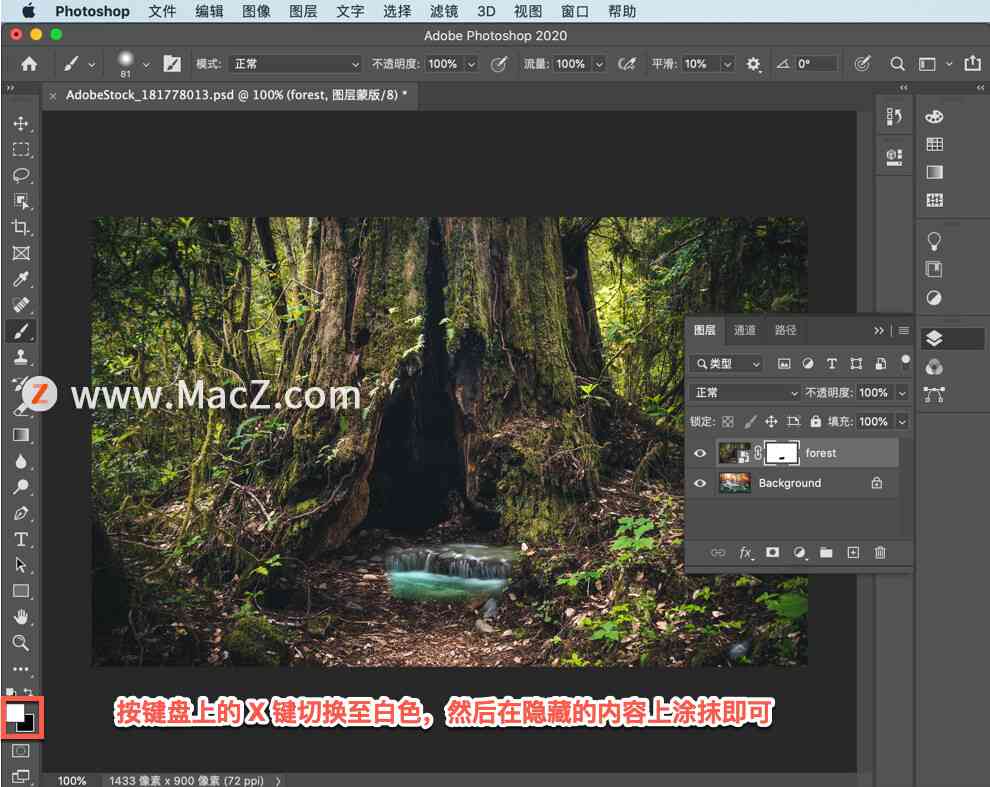 Photoshop 文件 编辑 图像 图层 文字 选择 滤镜 3D 视图 窗口 帮助
Adobe Photoshop 2020
81 模式: 正常 不透明度: 100% 流量: 100% 平滑: 10% 0°
AdobeStock_181778013.psd @ 100% (forest, 图层蒙版/8) *
图层 通道 路径
类型
正常 不透明度: 100%
锁定: 填充: 100%
Z www.MacZ.com
forest
Background
fx
按键盘上的 X 键切换至白色，然后在隐藏的内容上涂抹即可
100% 1433 像素 x 900 像素 (72 ppi)